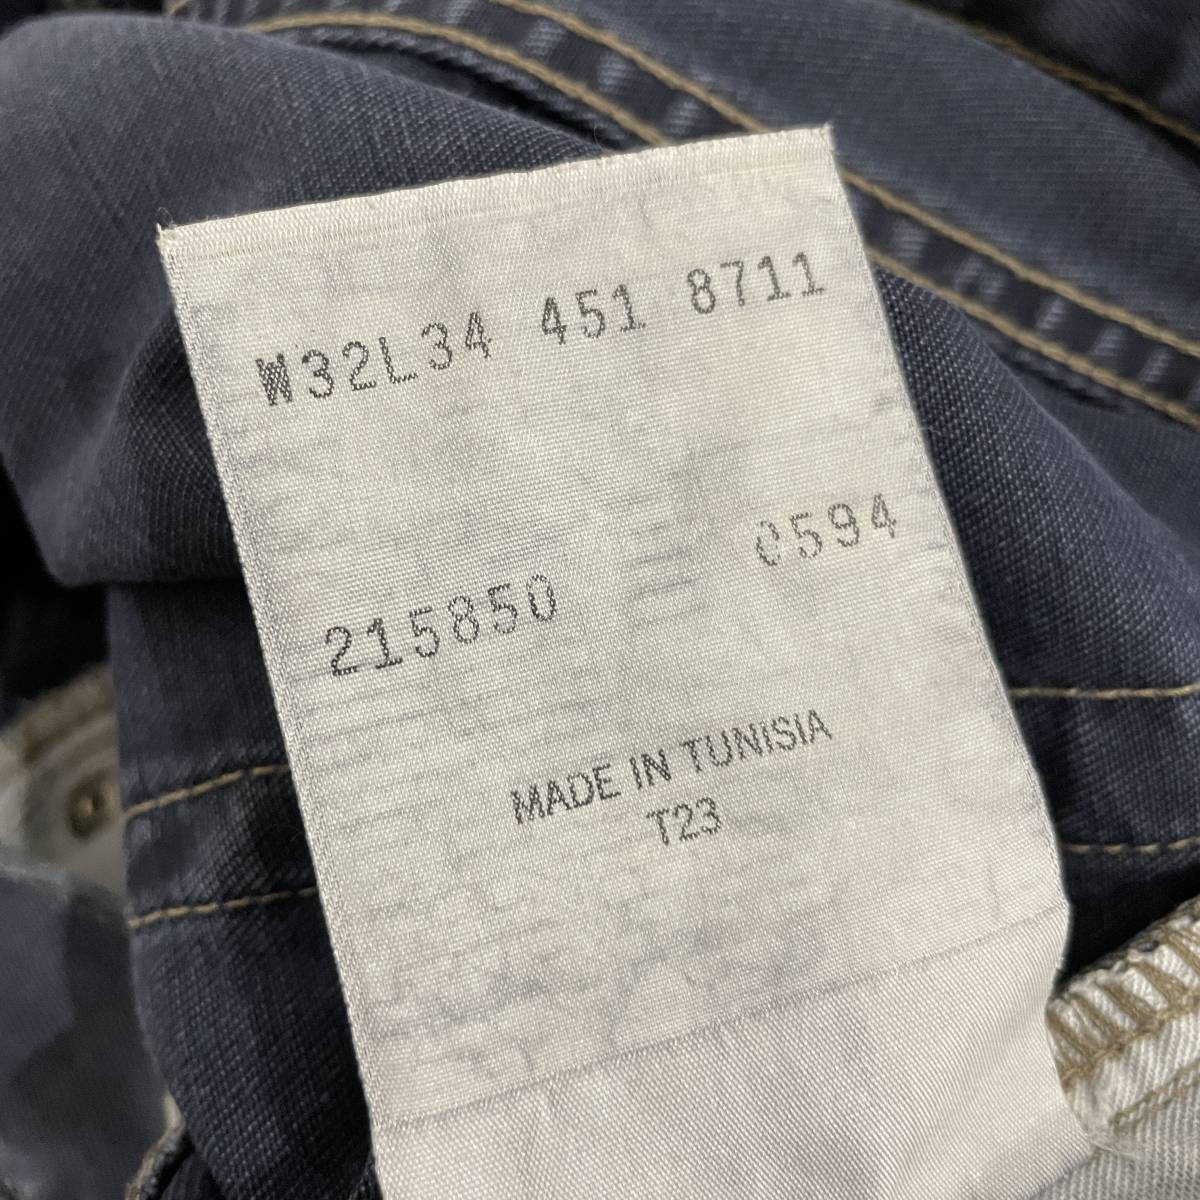 W32L34 451 8711
0594
215850
MADE IN TUNISIA
T23